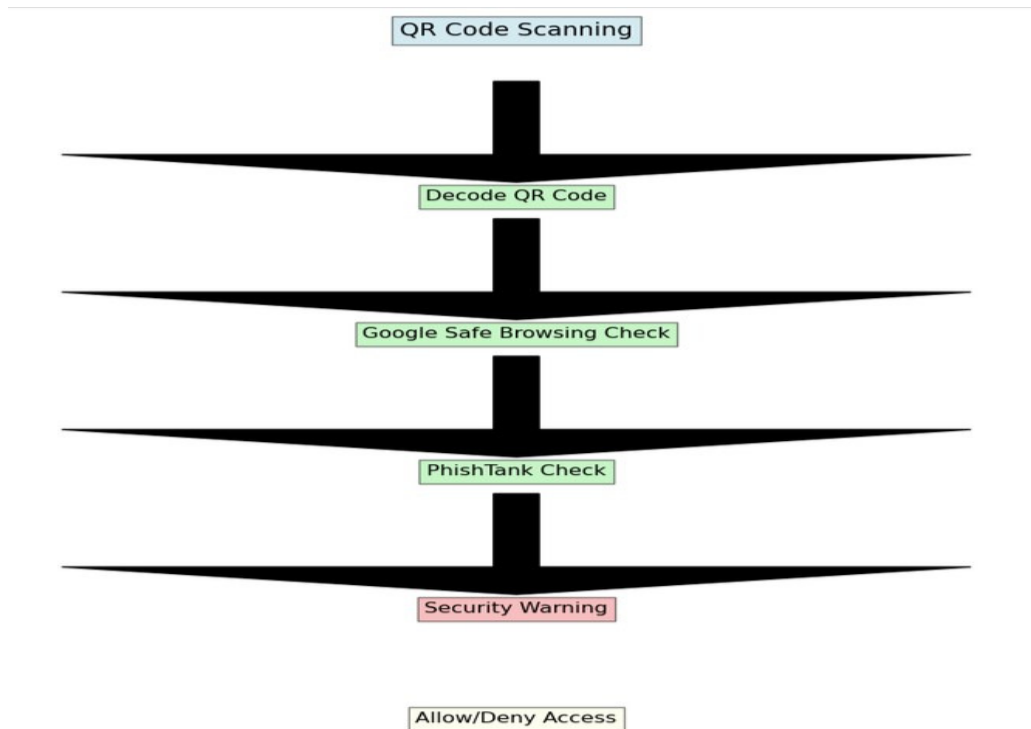 QR Code Scanning
Decode QR Code
Google Safe Browsing Check
PhishTank Check
Security Warning
Allow/Deny Access